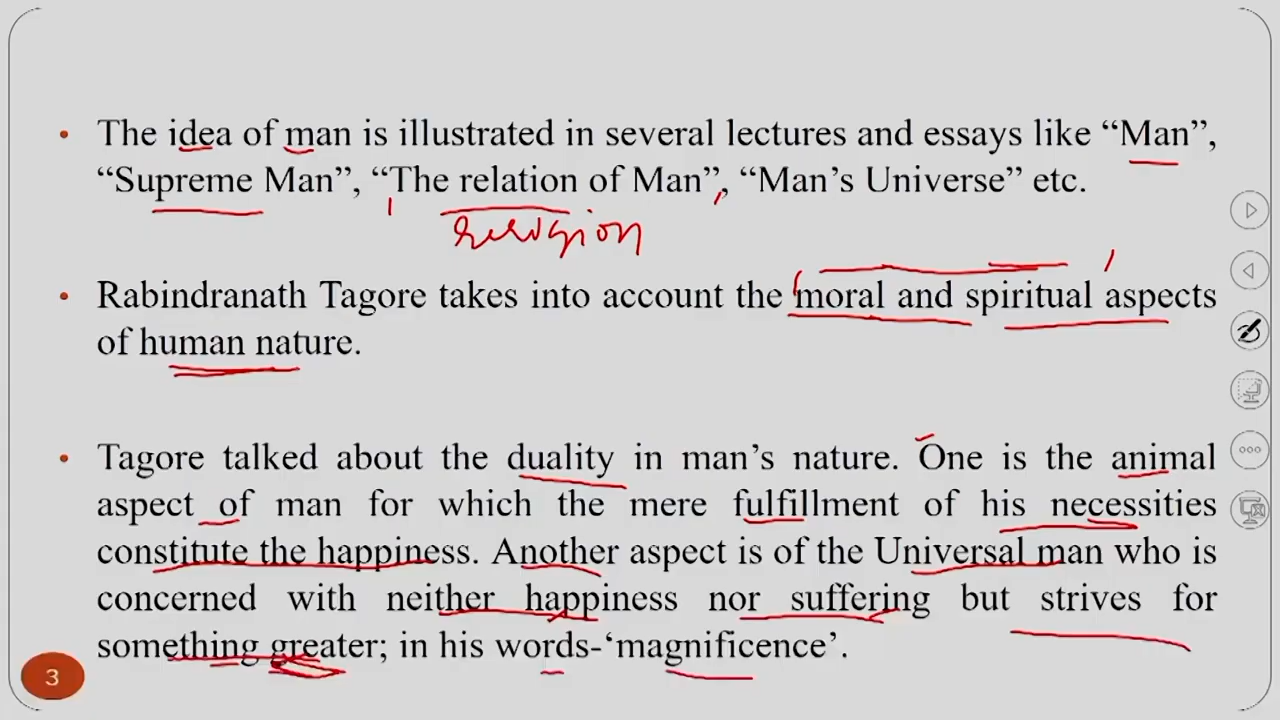 • The idea of man is illustrated in several lectures and essays like “Man”,
“Supreme Man”, “The relation of Man”, “Man’s Universe” etc.
religion
• Rabindranath Tagore takes into account the moral and spiritual aspects
of human nature.
• Tagore talked about the duality in man’s nature. One is the animal
aspect of man for which the mere fulfillment of his necessities
constitute the happiness. Another aspect is of the Universal man who is
concerned with neither happiness nor suffering but strives for
something greater; in his words-‘magnificence’.
3